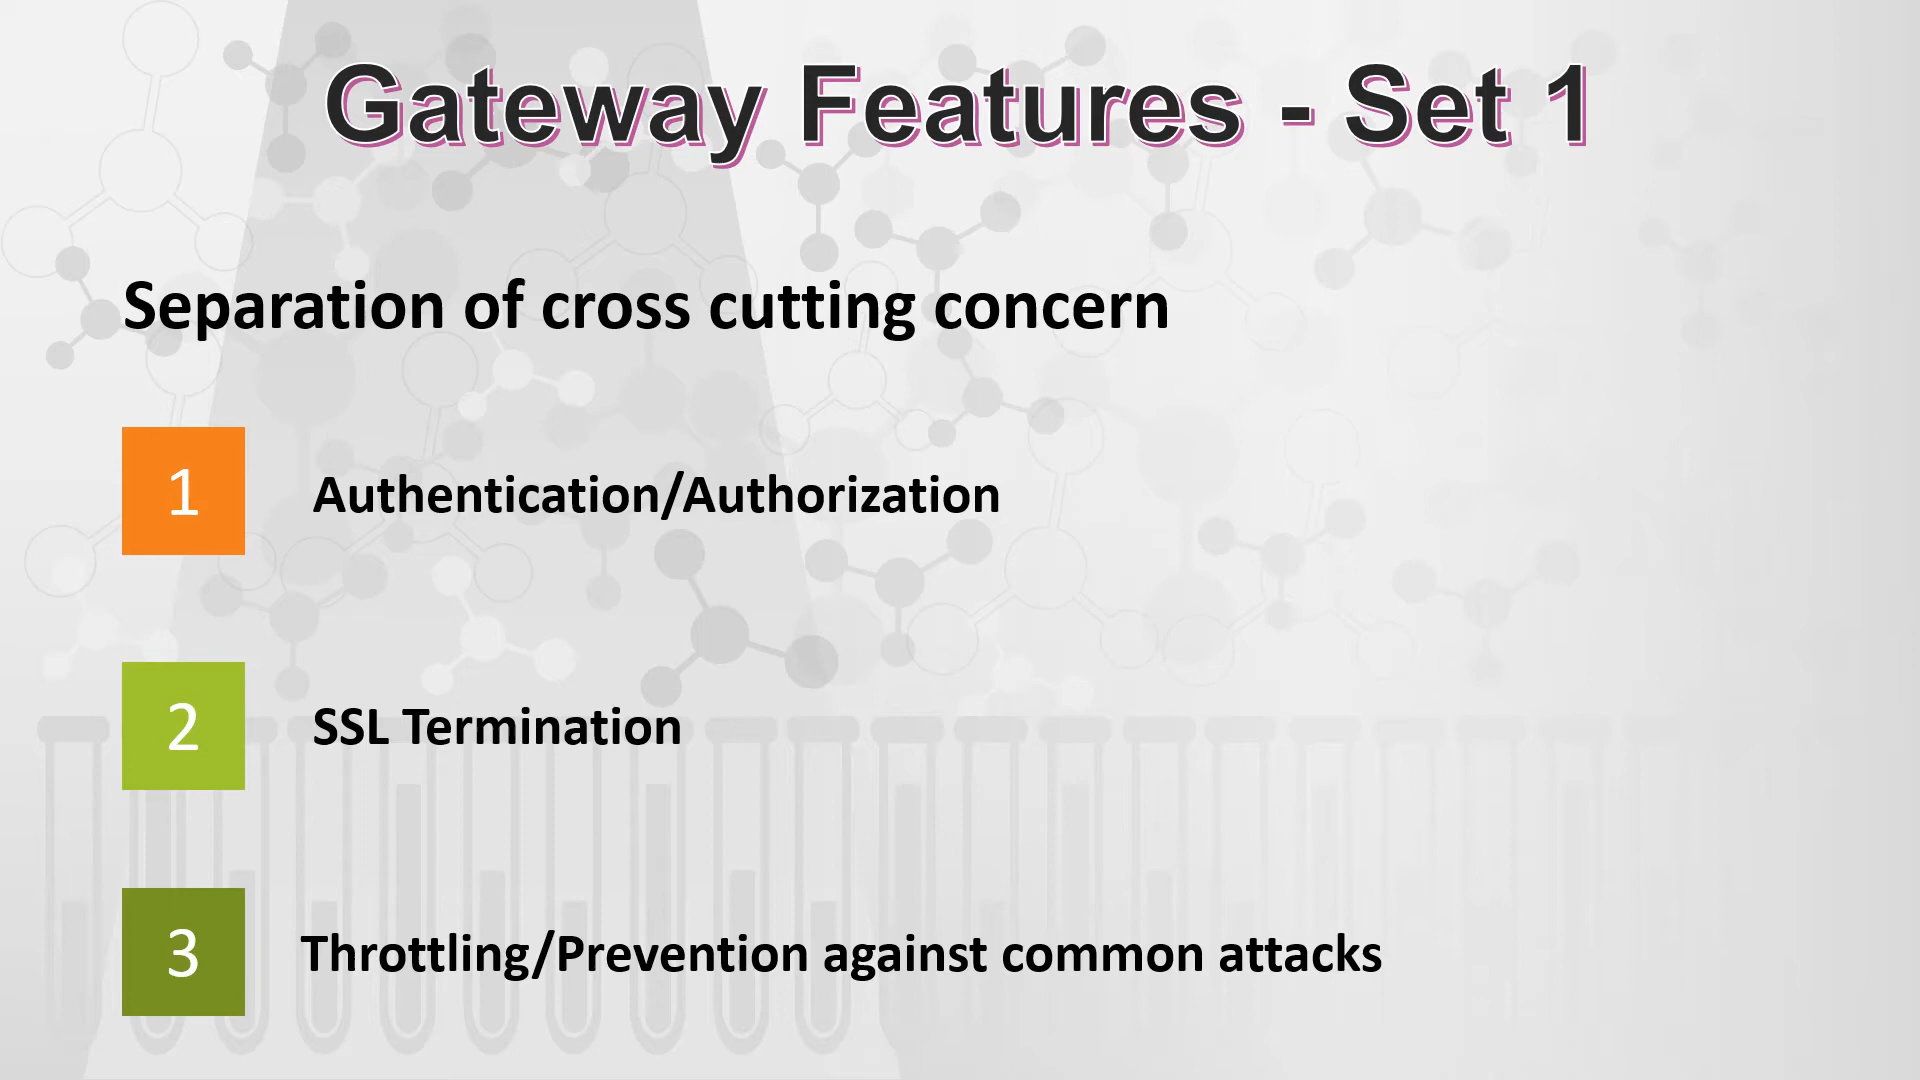 Gateway Features - Set 1
Separation of cross cutting concern
1 Authentication/Authorization
2 SSL Termination
3 Throttling/Prevention against common attacks